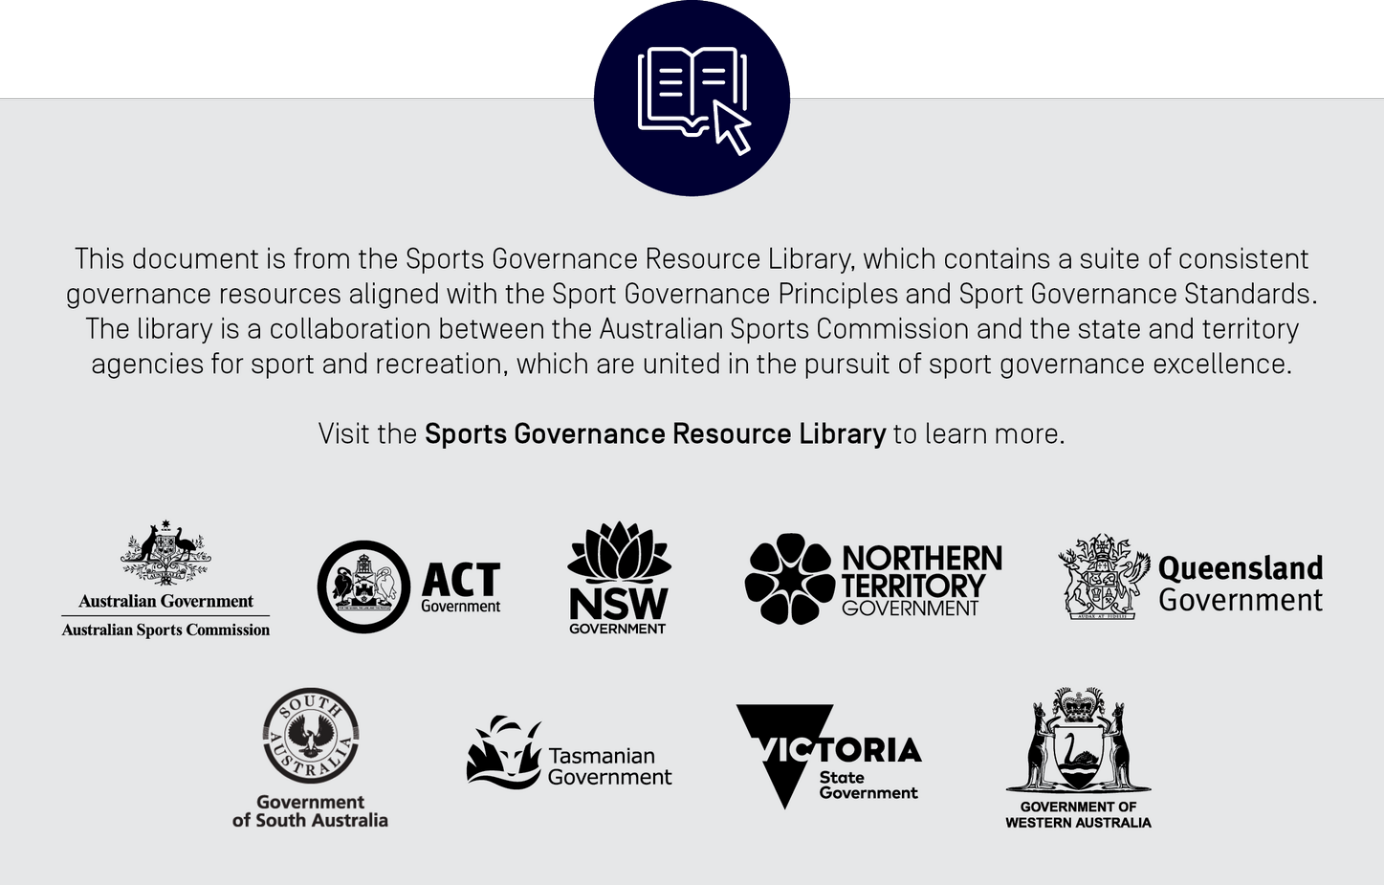 This document is from the Sports Governance Resource Library, which contains a suite of consistent
governance resources aligned with the Sport Governance Principles and Sport Governance Standards.
The library is a collaboration between the Australian Sports Commission and the state and territory
agencies for sport and recreation, which are united in the pursuit of sport governance excellence.
Visit the Sports Governance Resource Library to learn more.
AUSTRALIA
Australian Government
Australian Sports Commission
ACT
Government
NSW
GOVERNMENT
NORTHERN
TERRITORY
GOVERNMENT
AUDAX AT FIDELIS
Queensland
Government
SOUTH
AUSTRALIA
Government
of South Australia
Tasmanian
Government
VICTORIA
State
Government
GOVERNMENT OF
WESTERN AUSTRALIA